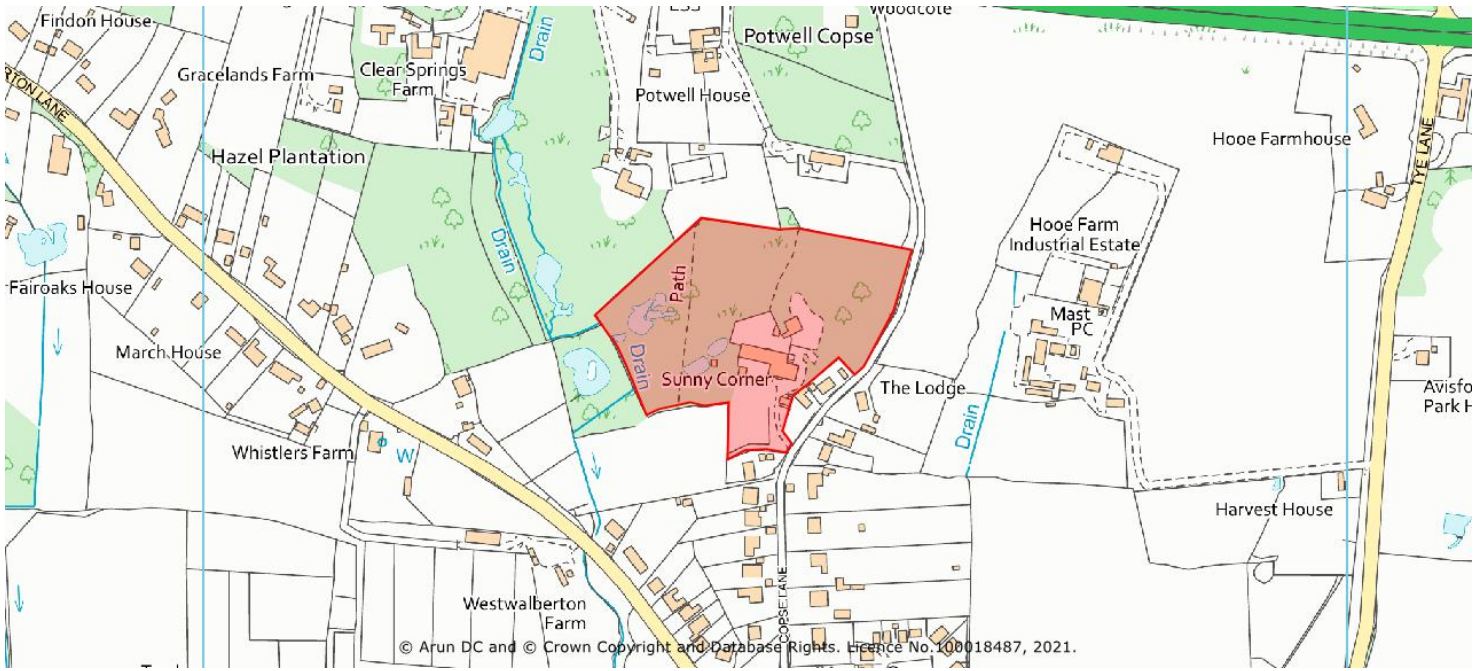 Findon House
Woodcote
Potwell Copse
Drain
Clear Springs
Farm
Gracelands Farm
Potwell House
RTON LANE
Hooe Farmhouse
TYE LANE
Hazel Plantation
Hooe Farm
Industrial Estate
Drain
Fairoaks House
Path
Mast
PC
March House
Drain
Sunny Corner
The Lodge
Avisfo
Park H
Drain
Whistlers Farm
W
Harvest House
Westwalberton
Farm
COPSE LANE
© Arun DC and © Crown Copyright and Database Rights. Licence No.100018487, 2021.